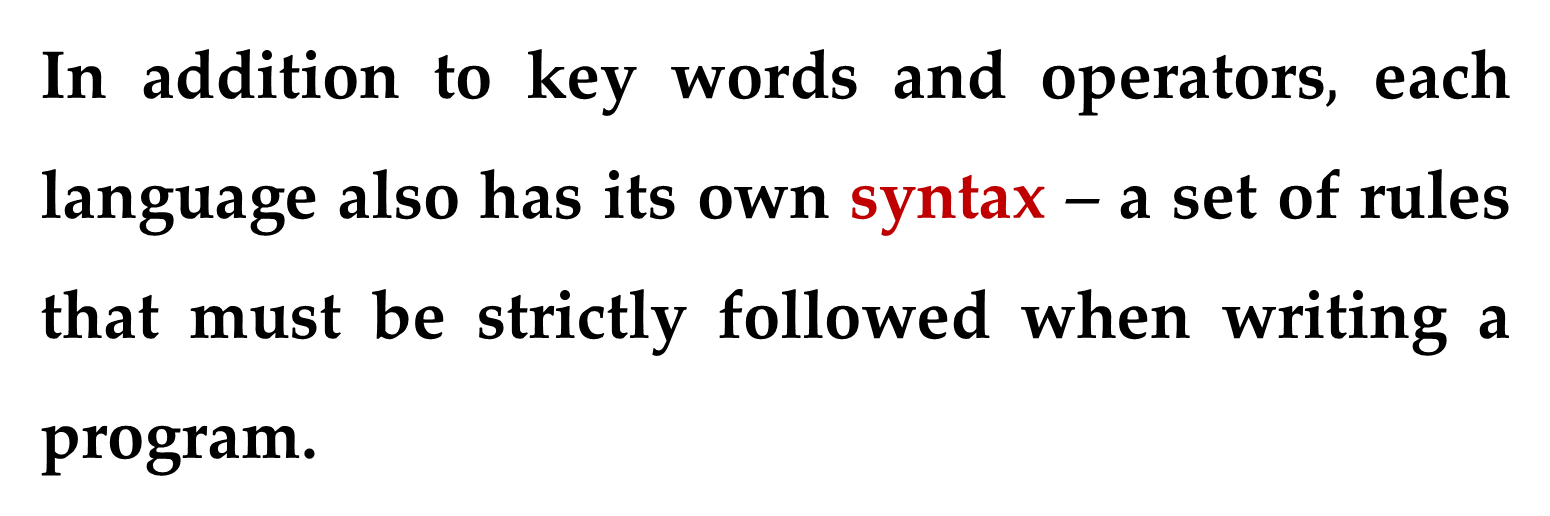 In addition to key words and operators, each
language also has its own syntax – a set of rules
that must be strictly followed when writing a
program.